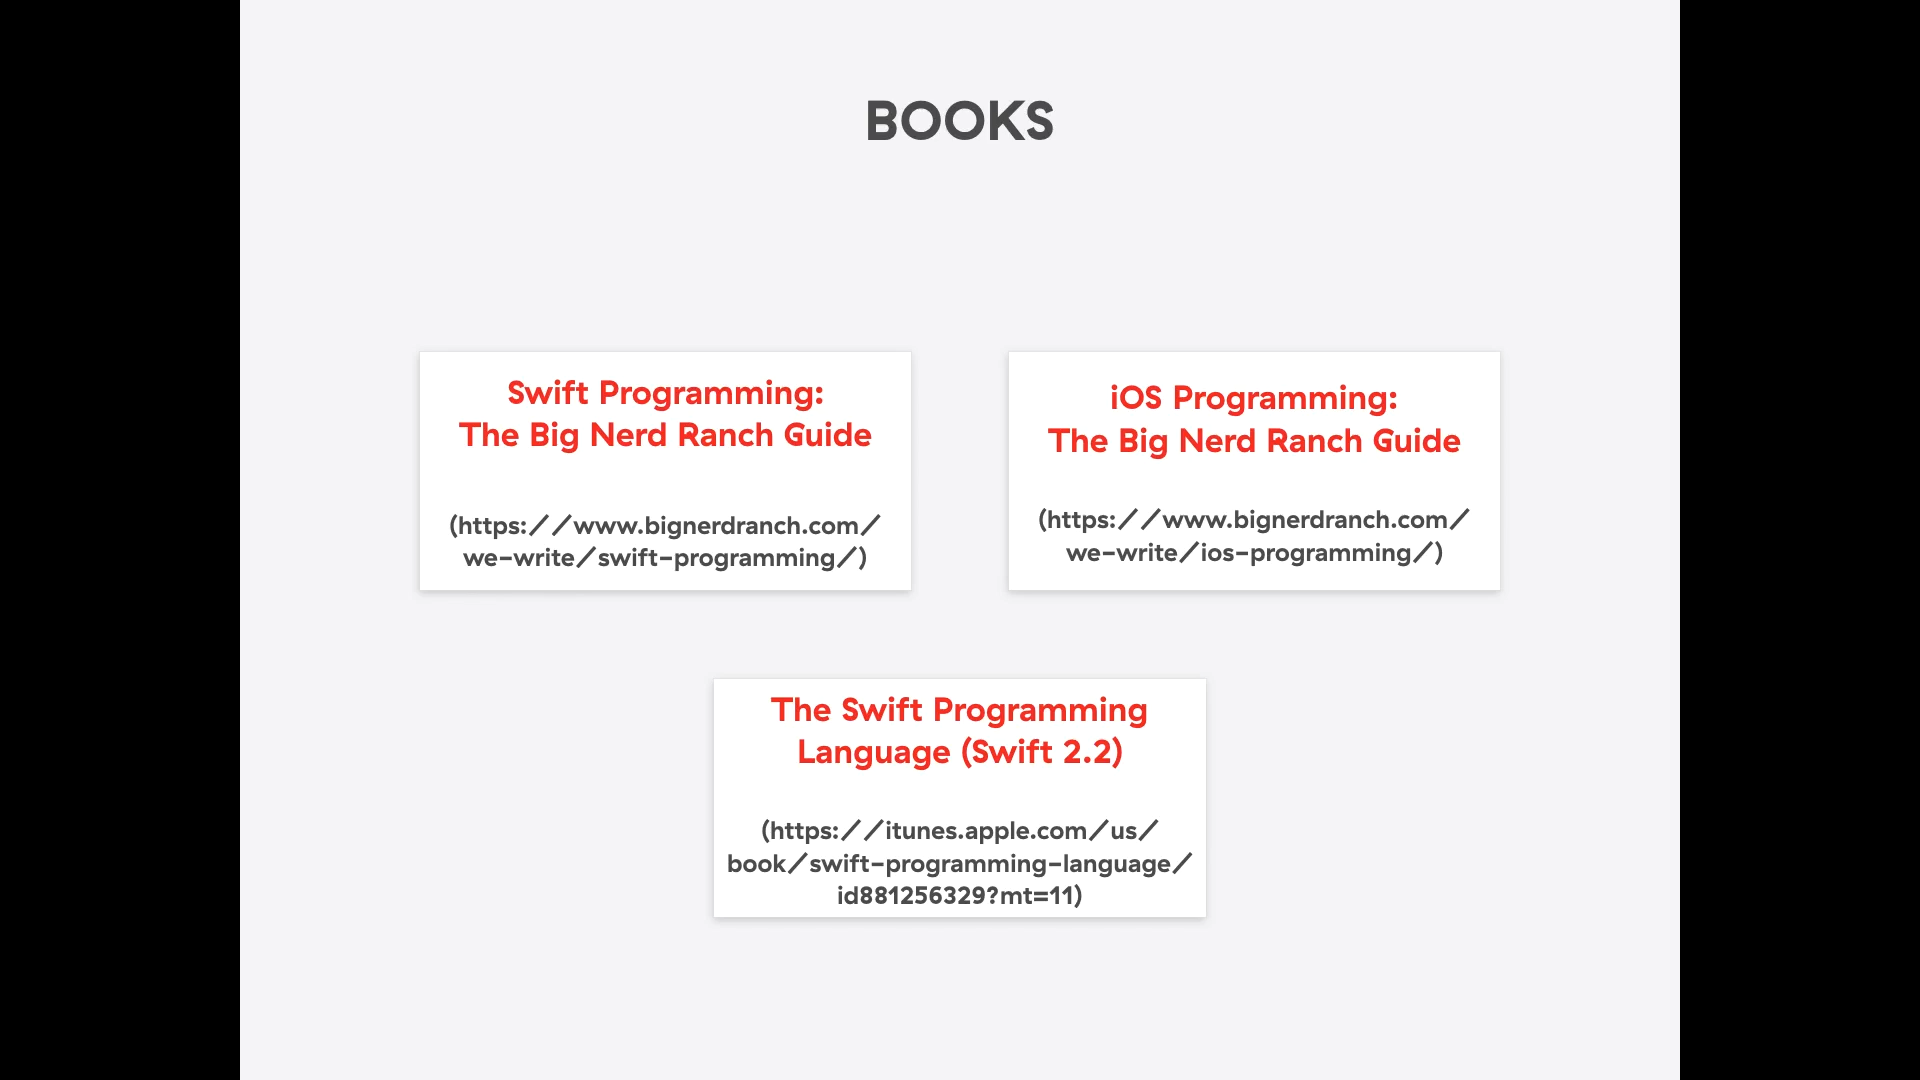 BOOKS
Swift Programming:
The Big Nerd Ranch Guide
(https://www.bignerdranch.com/
we-write/swift-programming/)
iOS Programming:
The Big Nerd Ranch Guide
(https://www.bignerdranch.com/
we-write/ios-programming/)
The Swift Programming
Language (Swift 2.2)
(https://itunes.apple.com/us/
book/swift-programming-language/
id881256329?mt=11)